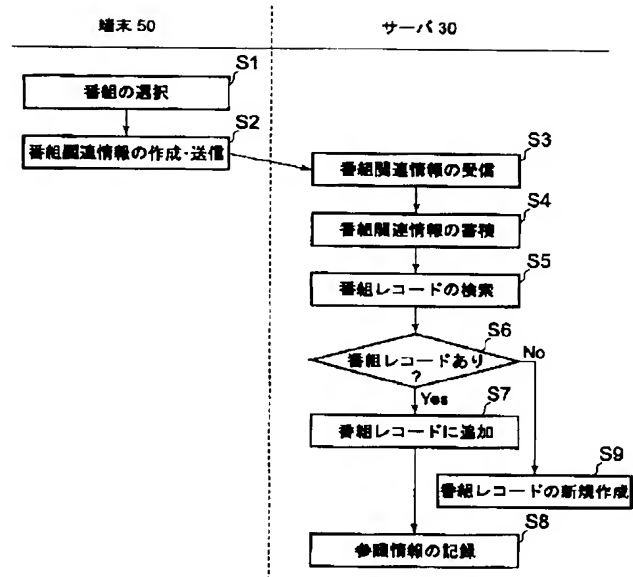 端末 50
サーバ 30
S1
番組の選択
S2
番組関連情報の作成・送信
S3
番組関連情報の受信
S4
番組関連情報の蓄積
S5
番組レコードの検索
S6
番組レコードあり
?
No
Yes
S7
番組レコードに追加
S9
番組レコードの新規作成
S8
参照情報の記録